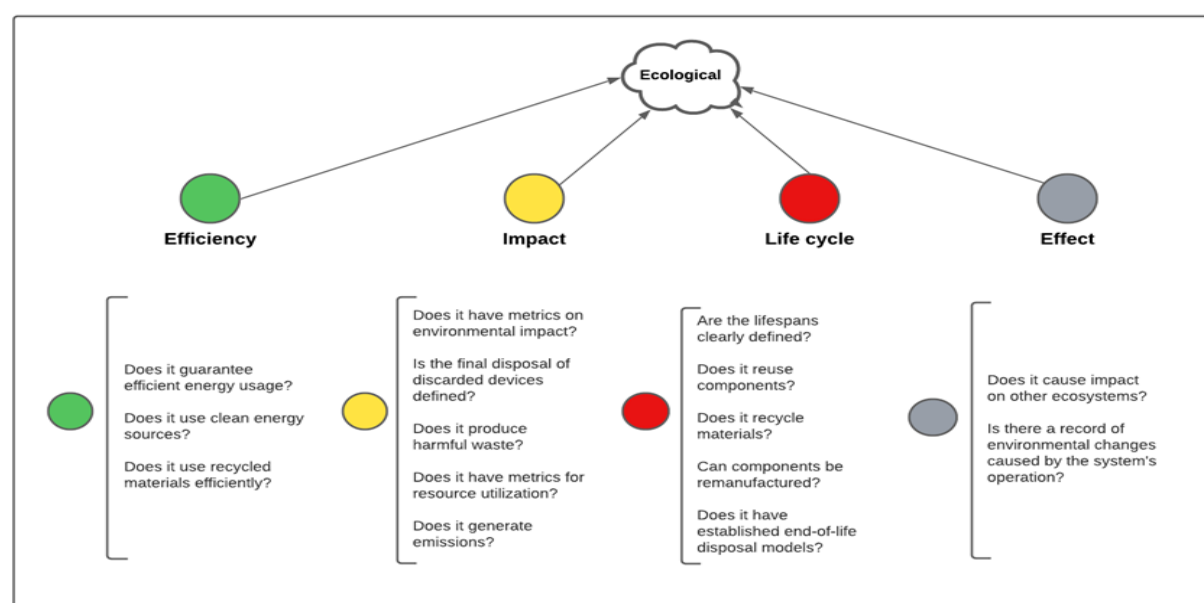 Ecological
Efficiency
Impact
Life cycle
Effect
Does it guarantee
efficient energy usage?
Does it use clean energy
sources?
Does it use recycled
materials efficiently?
Does it have metrics on
environmental impact?
Is the final disposal of
discarded devices
defined?
Does it produce
harmful waste?
Does it have metrics for
resource utilization?
Does it generate
emissions?
Are the lifespans
clearly defined?
Does it reuse
components?
Does it recycle
materials?
Can components be
remanufactured?
Does it have
established end-of-life
disposal models?
Does it cause impact
on other ecosystems?
Is there a record of
environmental changes
caused by the system's
operation?